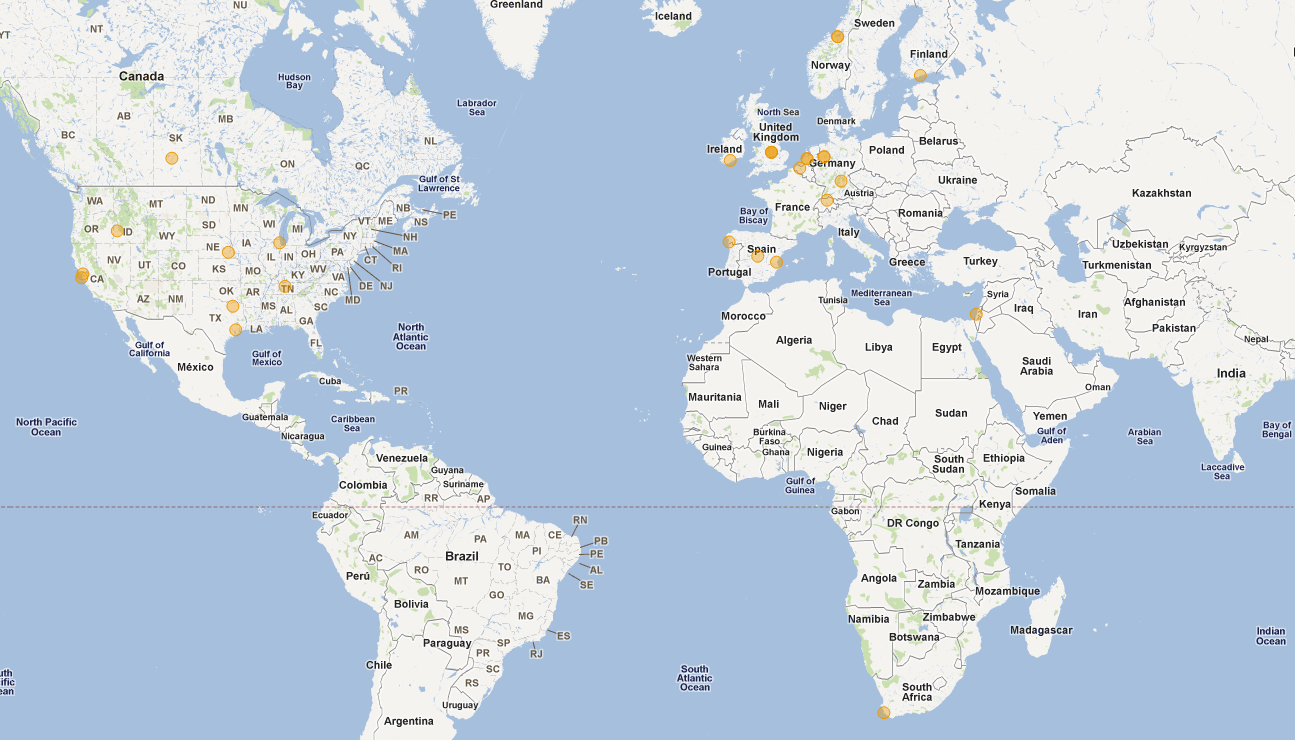 Greenland
Iceland
Sweden
Finland
Norway
NU
NT
YT
Canada
Hudson
Bay
Labrador
Sea
AB
SK
MB
BC
ON
QC
NL
Gulf of St
Lawrence
North Sea
United
Kingdom
Ireland
Denmark
Germany
Poland
Belarus
Ukraine
Austria
France
Romania
Bay of
Biscay
Italy
Spain
Portugal
Greece
Turkey
Kazakhstan
Uzbekistan
Kyrgyzstan
Turkmenistan
WA
MT
ND
MN
OR
ID
SD
WI
MI
WY
NE
IA
NV
UT
CO
KS
MO
IL
IN
OH
PA
NY
VT
ME
NB
PE
NS
NH
MA
RI
CT
NJ
DE
MD
CA
AZ
NM
OK
AR
KY
WV
VA
TN
NC
SC
MS
AL
GA
TX
LA
FL
Gulf of
California
Gulf of
Mexico
México
North
Atlantic
Ocean
Cuba
PR
Guatemala
Nicaragua
Caribbean
Sea
North Pacific
Ocean
Tunisia
Mediterranean
Sea
Syria
Iraq
Iran
Afghanistan
Pakistan
Nepal
India
Morocco
Algeria
Libya
Egypt
Saudi
Arabia
Oman
Western
Sahara
Mauritania
Mali
Niger
Chad
Sudan
Yemen
Gulf of
Aden
Arabian
Sea
Bay of
Bengal
Laccadive
Sea
Burkina
Faso
Guinea
Ghana
Nigeria
South
Sudan
Ethiopia
Somalia
Gulf of
Guinea
Gabon
DR Congo
Kenya
Tanzania
Angola
Zambia
Mozambique
Namibia
Zimbabwe
Botswana
Madagascar
South
Africa
Indian
Ocean
Venezuela
Guyana
Suriname
Colombia
RR
AP
Ecuador
AM
PA
MA
CE
RN
PB
PE
AL
SE
PI
Brazil
AC
RO
TO
BA
MT
GO
Perú
Bolivia
MG
ES
RJ
MS
SP
Paraguay
PR
SC
RS
Chile
Uruguay
Argentina
South
Atlantic
Ocean